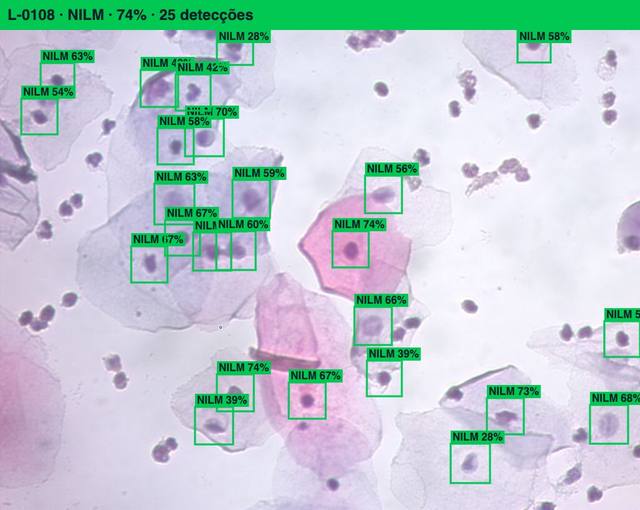 L-0108 · NILM · 74% · 25 detecções
NILM 28%
NILM 58%
NILM 63%
NILM 42%
NILM 54%
NILM 70%
NILM 58%
NILM 56%
NILM 63%
NILM 59%
NILM 67%
NILM 60%
NILM 74%
NILM 67%
NILM 66%
NILM 39%
NILM 74%
NILM 67%
NILM 73%
NILM 39%
NILM 68%
NILM 28%